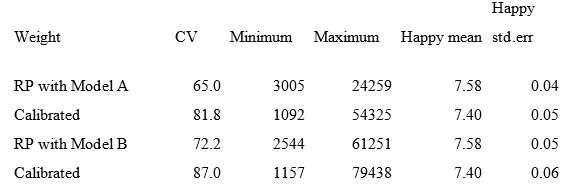 Happy
Weight CV Minimum Maximum Happy mean std.err
RP with Model A 65.0 3005 24259 7.58 0.04
Calibrated 81.8 1092 54325 7.40 0.05
RP with Model B 72.2 2544 61251 7.58 0.05
Calibrated 87.0 1157 79438 7.40 0.06